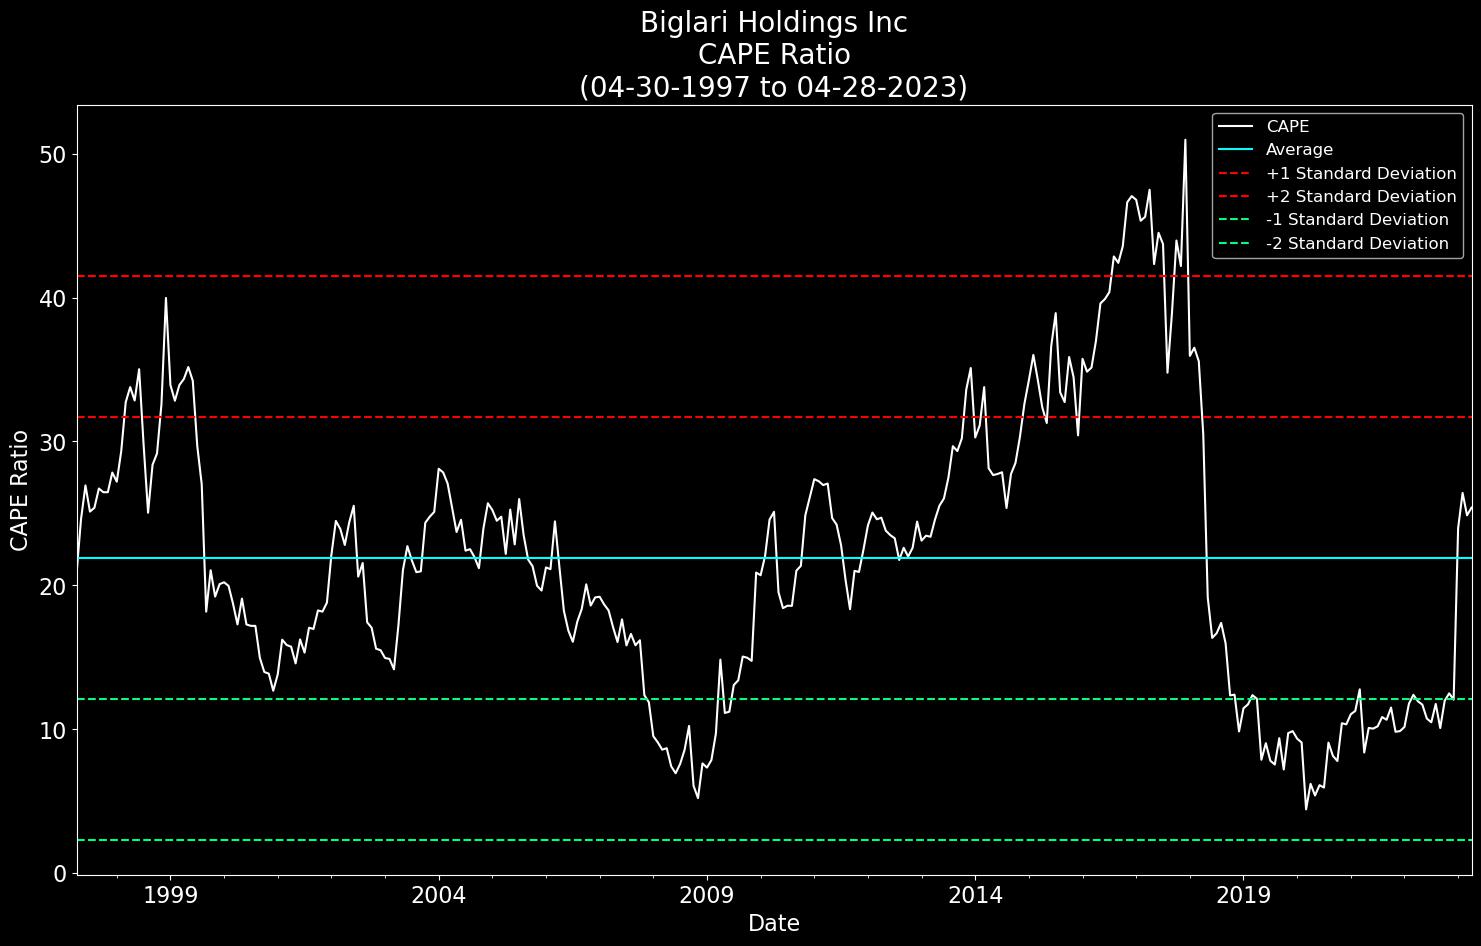 Biglari Holdings Inc
CAPE Ratio
(04-30-1997 to 04-28-2023)
CAPE
Average
+1 Standard Deviation
+2 Standard Deviation
-1 Standard Deviation
-2 Standard Deviation
CAPE Ratio
50
40
30
20
10
0
1999 2004 2009 2014 2019
Date